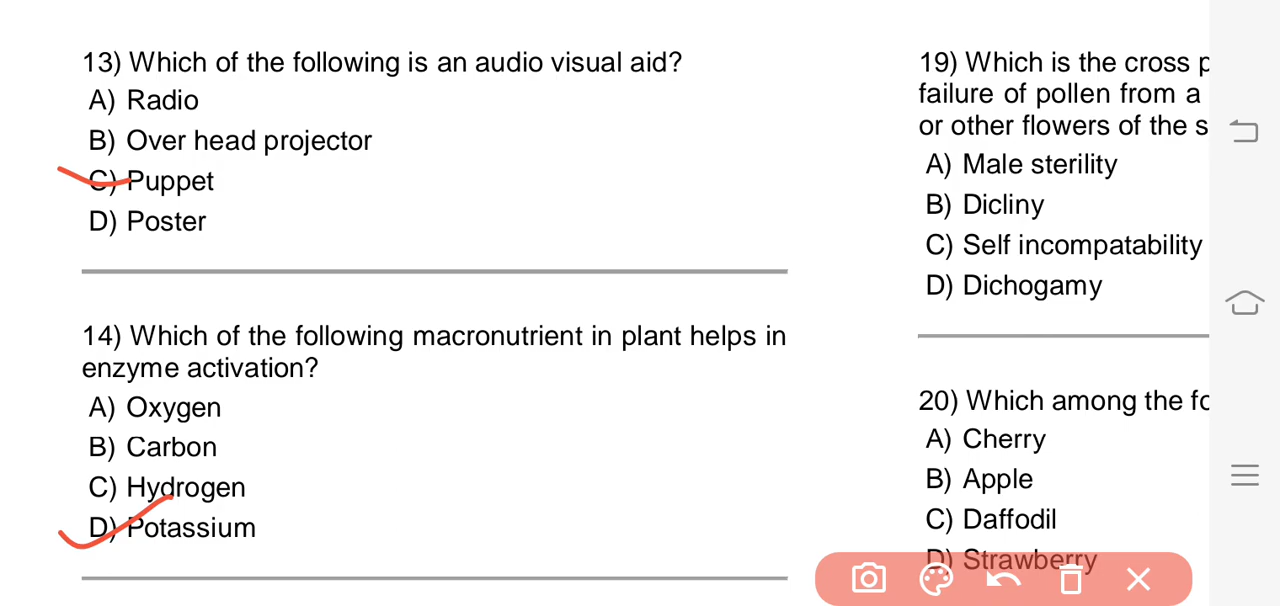 13) Which of the following is an audio visual aid?
A) Radio
B) Over head projector
C) Puppet
D) Poster
14) Which of the following macronutrient in plant helps in
enzyme activation?
A) Oxygen
B) Carbon
C) Hydrogen
D) Potassium
19) Which is the cross
failure of pollen from a
or other flowers of the
A) Male sterility
B) Dicliny
C) Self incompatability
D) Dichogamy
20) Which among the
A) Cherry
B) Apple
C) Daffodil
D) Strawberry